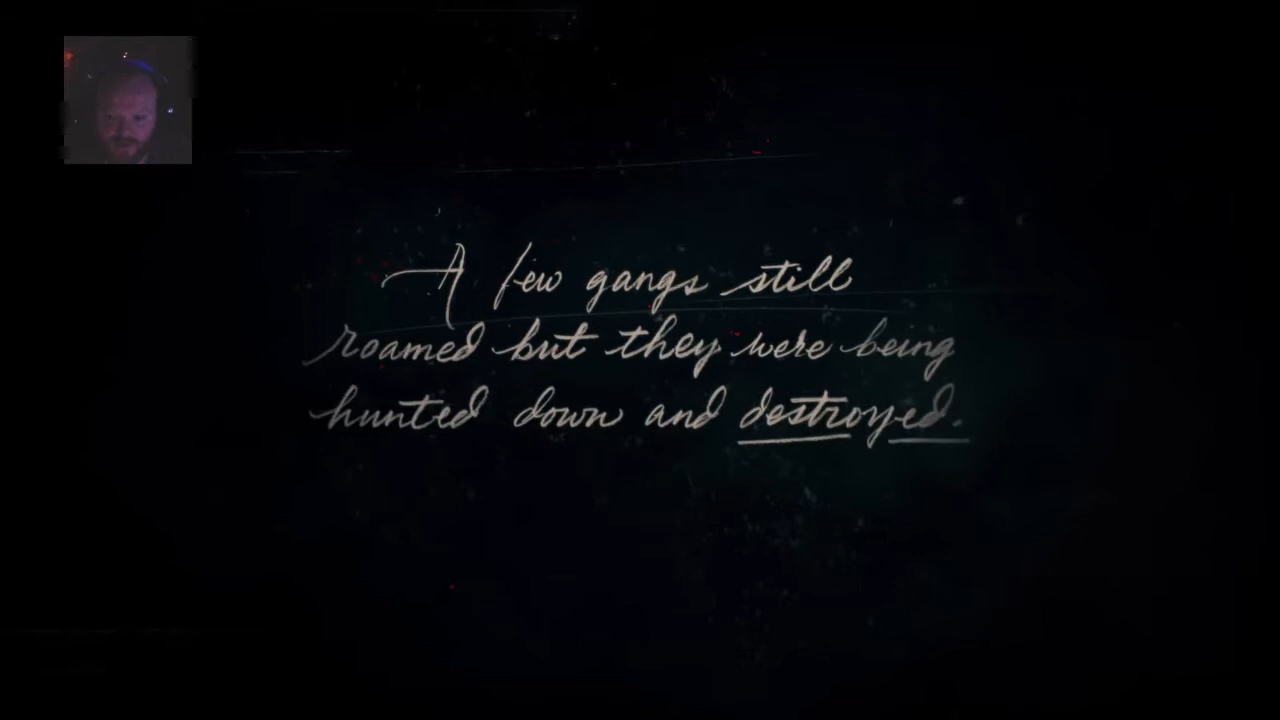 A few gangs still
roamed but they were being
hunted down and destroyed.